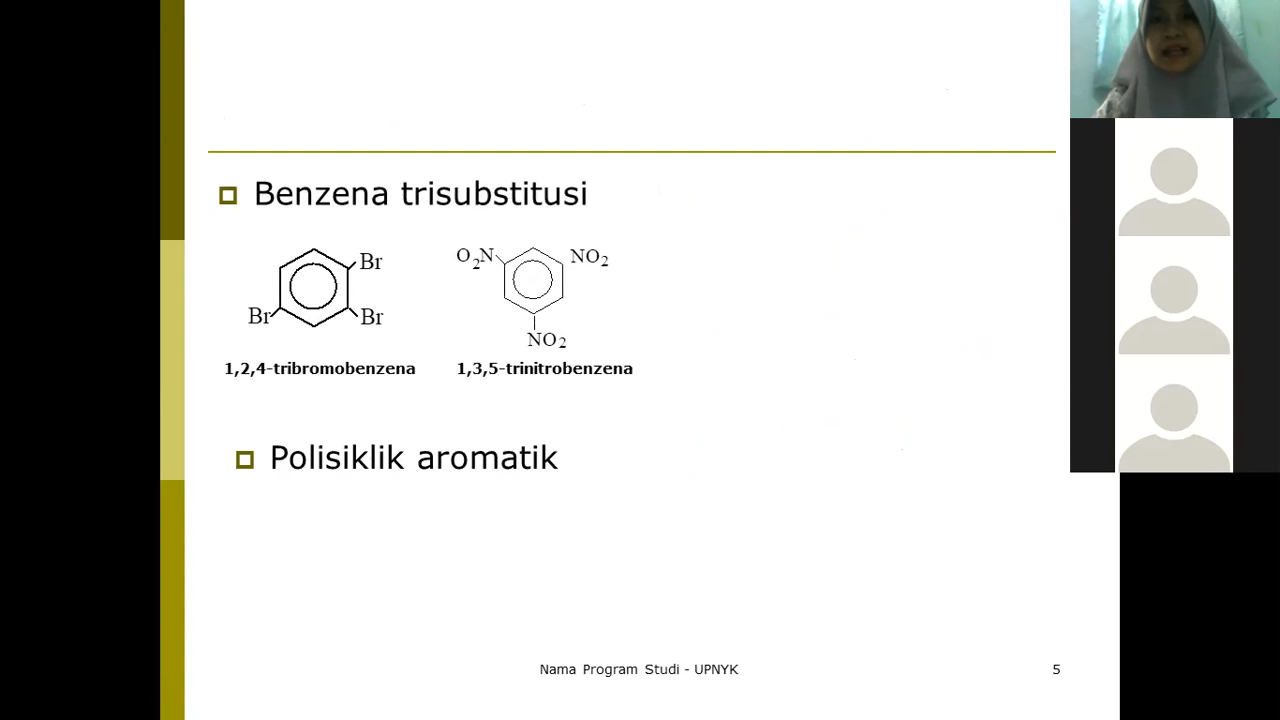 Benzena trisubstitusi
Br
Br
Br
O2N
NO2
NO2
1,2,4-tribromobenzena
1,3,5-trinitrobenzena
Polisiklik aromatik
Nama Program Studi - UPNYK
5